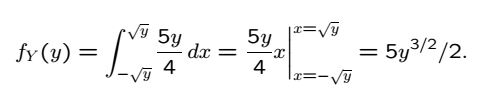 f_Y(y) = ∫_{-√y}^{√y} 5y/4 dx = 5y/4 x |_{x=-√y}^{x=√y} = 5y^{3/2}/2.